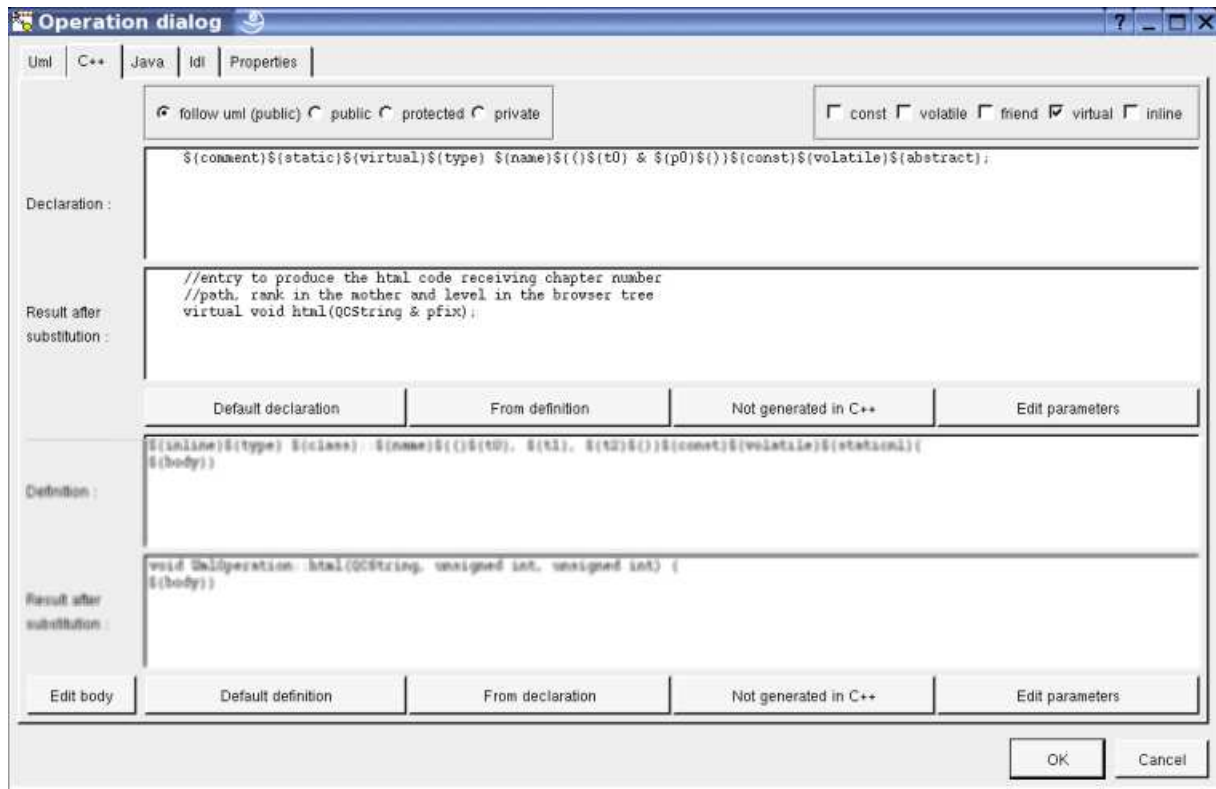 Operation dialog
Uml C++ Java Idl Properties
follow uml (public) public protected private const volatile friend virtual inline
Declaration :
${comment}${static}${virtual}${type} ${name}${(}${t0} & ${p0}${)}${const}${volatile}${abstract};
Result after
substitution :
//entry to produce the html code receiving chapter number
//path, rank in the mother and level in the browser tree
virtual void html(QCString & pfix);
Default declaration From definition Not generated in C++ Edit parameters
Definition :
${inline}${type} ${class}::${name}${(}${t0}, ${t1}, ${t2}${)}${const}${volatile}${staticnl}{
${body}}
Result after
substitution :
void UmlOperation::html(QCString, unsigned int, unsigned int) {
${body}}
Edit body Default definition From declaration Not generated in C++ Edit parameters
OK Cancel